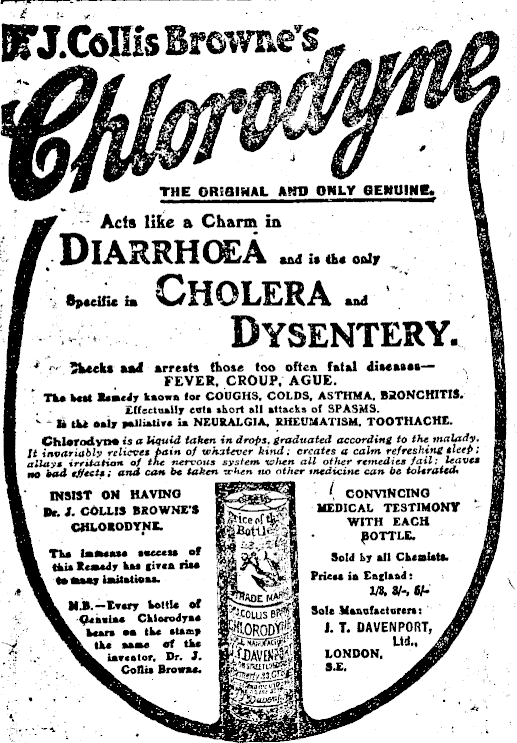 Dr. J. Collis Browne's
Chlorodyne
THE ORIGINAL AND ONLY GENUINE.
Acts like a Charm in
DIARRHŒA and is the only
Specific in CHOLERA and
DYSENTERY.
Checks and arrests those too often fatal diseases—
FEVER, CROUP, AGUE.
The best Remedy known for COUGHS, COLDS, ASTHMA, BRONCHITIS.
Effectually cuts short all attacks of SPASMS.
Is the only palliative in NEURALGIA, RHEUMATISM, TOOTHACHE.
Chlorodyne is a liquid taken in drops, graduated according to the malady.
It invariably relieves pain of whatever kind; creates a calm refreshing sleep;
allays irritation of the nervous system when all other remedies fail; leaves
no bad effects; and can be taken when no other medicine can be tolerated.
INSIST ON HAVING
Dr. J. COLLIS BROWNE'S
CHLORODYNE.
The immense success of
this Remedy has given rise
to many imitations.
N.B.—Every bottle of
Genuine Chlorodyne
bears on the stamp
the name of the
inventor, Dr. J.
Collis Browne.
Price of the
Bottle
TRADE MARK
COLLIS BROWNE
CHLORODYNE
DAVENPORT
CONVINCING
MEDICAL TESTIMONY
WITH EACH
BOTTLE.
Sold by all Chemists.
Prices in England:
1/3, 3/-, 5/-
Sole Manufacturers:
J. T. DAVENPORT,
Ltd.,
LONDON,
S.E.